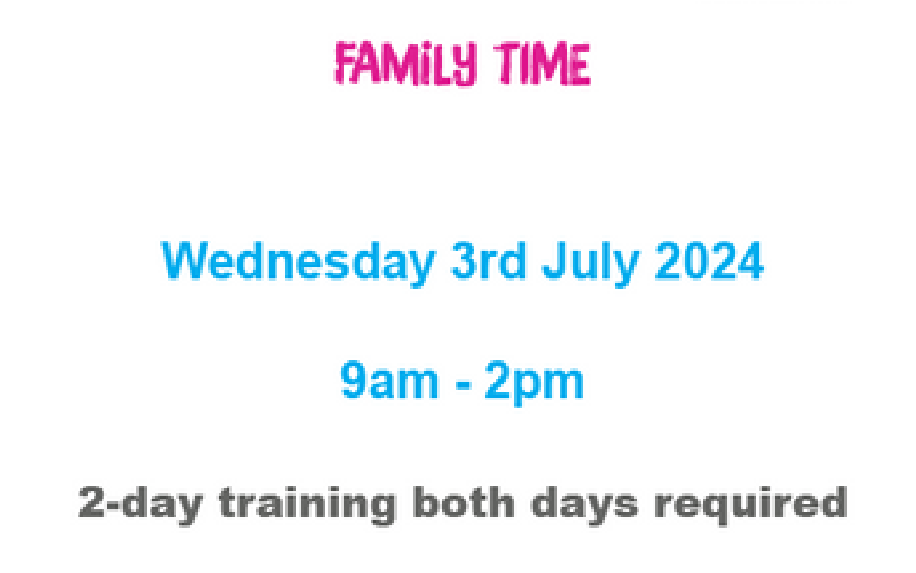 FAMiLY TIME
Wednesday 3rd July 2024
9am - 2pm
2-day training both days required